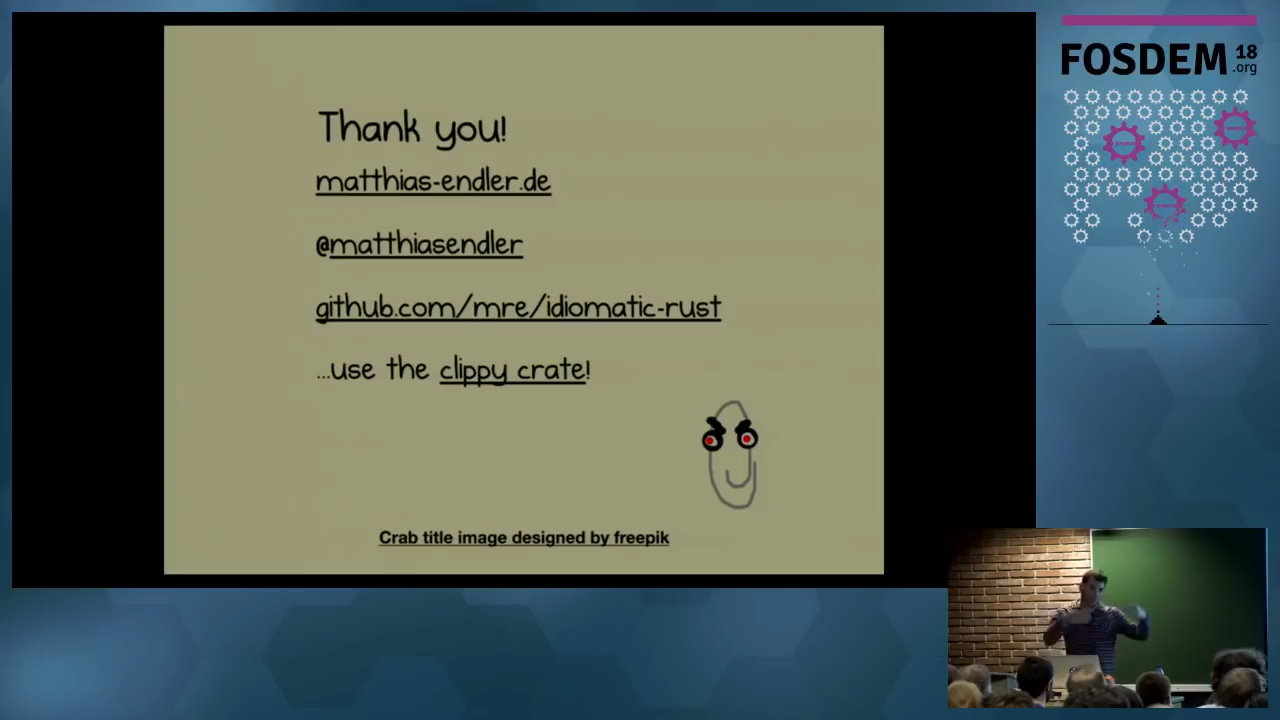 Thank you!
matthias-endler.de
@matthiasendler
github.com/mre/idiomatic-rust
...use the clippy crate!
Crab title image designed by freepik
FOSDEM 18
.org